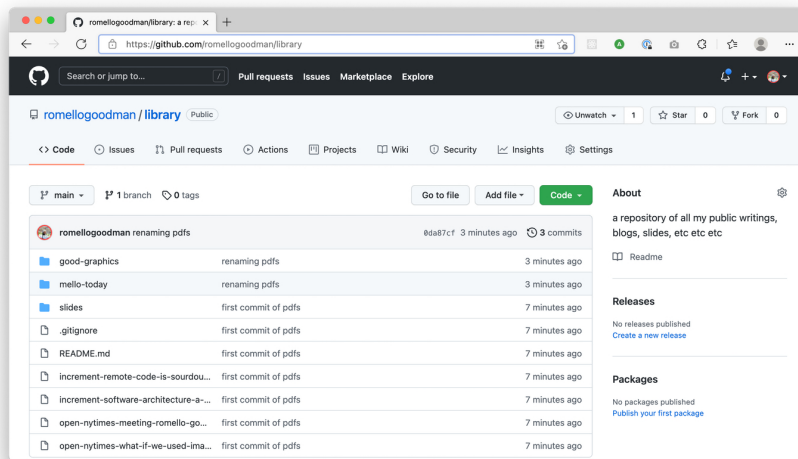 romellogoodman/library: a rep
https://github.com/romellogoodman/library
Search or jump to... /
Pull requests Issues Marketplace Explore
romellogoodman / library Public
Unwatch 1 Star 0 Fork 0
<> Code Issues Pull requests Actions Projects Wiki Security Insights Settings
main 1 branch 0 tags Go to file Add file Code
romellogoodman renaming pdfs 0da87cf 3 minutes ago 3 commits
good-graphics renaming pdfs 3 minutes ago
mello-today renaming pdfs 3 minutes ago
slides first commit of pdfs 7 minutes ago
.gitignore first commit of pdfs 7 minutes ago
README.md first commit of pdfs 7 minutes ago
increment-remote-code-is-sourdou... first commit of pdfs 7 minutes ago
increment-software-architecture-a-... first commit of pdfs 7 minutes ago
open-nytimes-meeting-romello-go... first commit of pdfs 7 minutes ago
open-nytimes-what-if-we-used-ima... first commit of pdfs 7 minutes ago
About
a repository of all my public writings,
blogs, slides, etc etc etc
Readme
Releases
No releases published
Create a new release
Packages
No packages published
Publish your first package